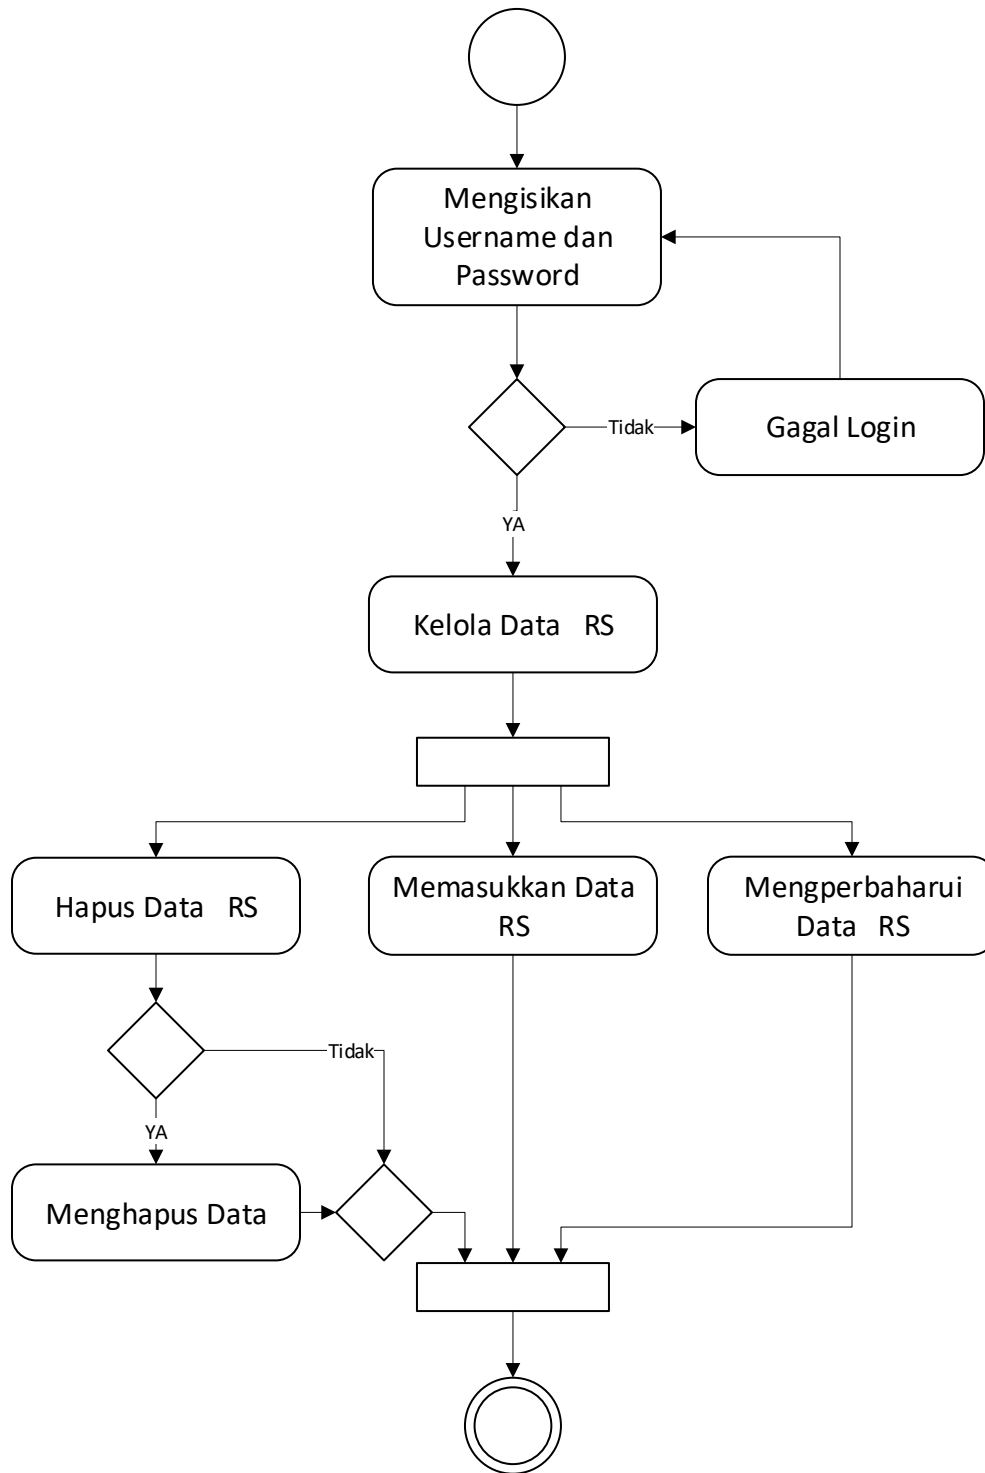 Mengisikan
Username dan
Password
Tidak
Gagal Login
YA
Kelola Data RS
Hapus Data RS
Memasukkan Data
RS
Mengperbaharui
Data RS
Tidak
YA
Menghapus Data